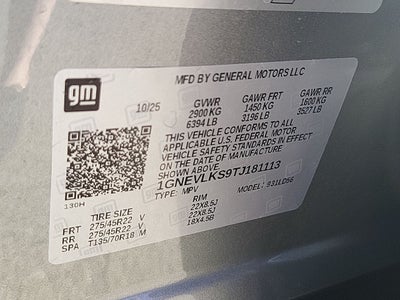 gm
MFD BY GENERAL MOTORS LLC
10/25 GVWR GAWR FRT GAWR RR
2900 KG 1450 KG 1600 KG
6394 LB 3196 LB 3527 LB
THIS VEHICLE CONFORMS TO ALL
APPLICABLE U.S. FEDERAL MOTOR
VEHICLE SAFETY STANDARDS IN
EFFECT ON THE DATE OF MANUFACTURE
SHOWN ABOVE.
1GNEVLKS9TJ181113
TYPE: MPV MODEL: 931LD56
130H
TIRE SIZE RIM
FRT 275/45R22 V 22X8.5J
RR 275/45R22 V 22X8.5J
SPA T135/70R18 M 18X4.5B